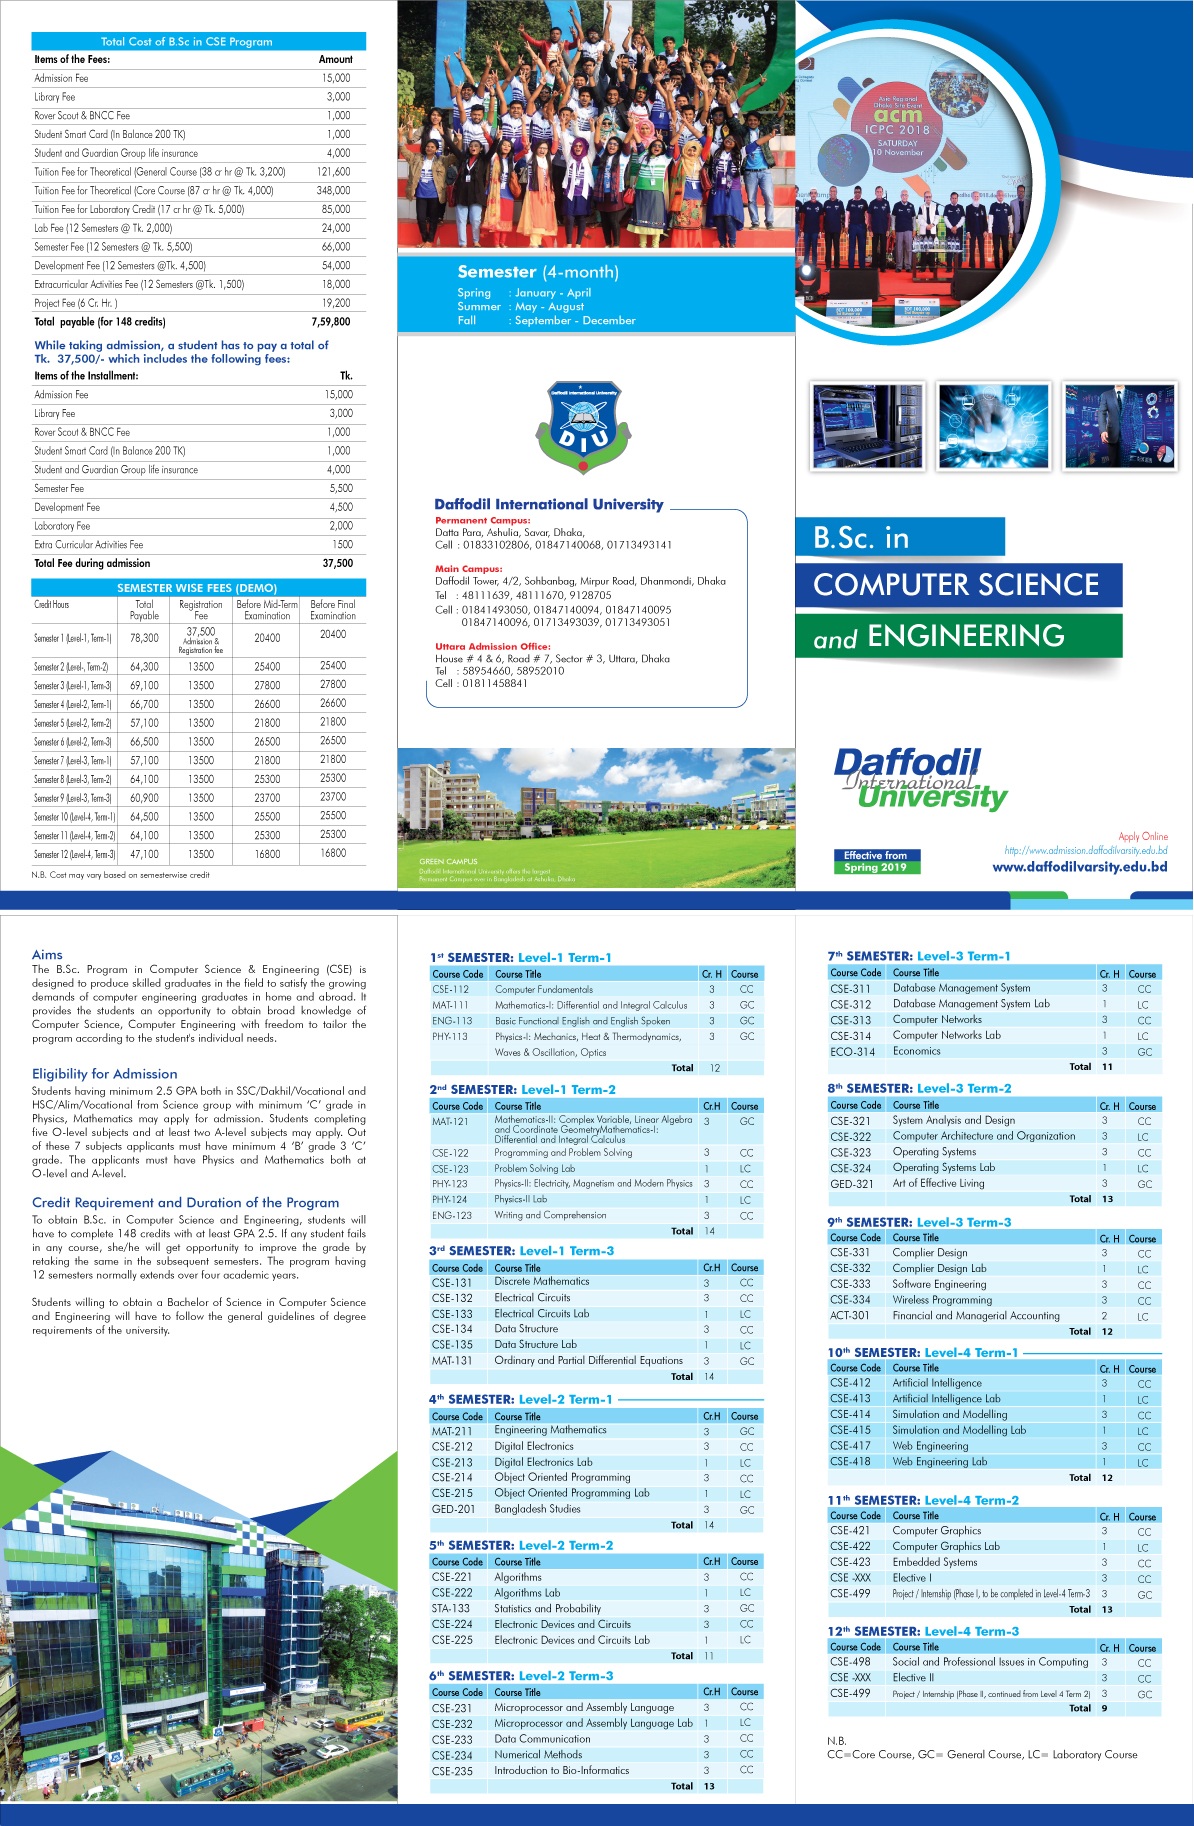 Total Cost of B.Sc in CSE Program
Items of the Fees: Amount
Admission Fee 15,000
Library Fee 3,000
Rover Scout & BNCC Fee 1,000
Student Smart Card (In Balance 200 TK) 1,000
Student and Guardian Group life insurance 4,000
Tuition Fee for Theoretical (General Course (38 cr hr @ Tk. 3,200) 121,600
Tuition Fee for Theoretical (Core Course (87 cr hr @ Tk. 4,000) 348,000
Tuition Fee for Laboratory Credit (17 cr hr @ Tk. 5,000) 85,000
Lab Fee (12 Semesters @ Tk. 2,000) 24,000
Semester Fee (12 Semesters @ Tk. 5,500) 66,000
Development Fee (12 Semesters @Tk. 4,500) 54,000
Extracurricular Activities Fee (12 Semesters @Tk. 1,500) 18,000
Project Fee (6 Cr. Hr. ) 19,200
Total payable (for 148 credits) 7,59,800
While taking admission, a student has to pay a total of
Tk. 37,500/- which includes the following fees:
Items of the Installment: Tk.
Admission Fee 15,000
Library Fee 3,000
Rover Scout & BNCC Fee 1,000
Student Smart Card (In Balance 200 TK) 1,000
Student and Guardian Group life insurance 4,000
Semester Fee 5,500
Development Fee 4,500
Laboratory Fee 2,000
Extra Curricular Activities Fee 1500
Total Fee during admission 37,500
SEMESTER WISE FEES (DEMO)
Credit Hours Total Payable Registration Fee Before Mid-Term Examination Before Final Examination
Semester 1 (Level-1, Term-1) 78,300 37,500 Admission & Registration fee 20400 20400
Semester 2 (Level-, Term-2) 64,300 13500 25400 25400
Semester 3 (Level-1, Term-3) 69,100 13500 27800 27800
Semester 4 (Level-2, Term-1) 66,700 13500 26600 26600
Semester 5 (Level-2, Term-2) 57,100 13500 21800 21800
Semester 6 (Level-2, Term-3) 66,500 13500 26500 26500
Semester 7 (Level-3, Term-1) 57,100 13500 21800 21800
Semester 8 (Level-3, Term-2) 64,100 13500 25300 25300
Semester 9 (Level-3, Term-3) 60,900 13500 23700 23700
Semester 10 (Level-4, Term-1) 64,500 13500 25500 25500
Semester 11 (Level-4, Term-2) 64,100 13500 25300 25300
Semester 12 (Level-4, Term-3) 47,100 13500 16800 16800
N.B. Cost may vary based on semesterwise credit
Semester (4-month)
Spring : January - April
Summer : May - August
Fall : September - December
Daffodil International University
DIU
Daffodil International University
Permanent Campus:
Datta Para, Ashulia, Savar, Dhaka,
Cell : 01833102806, 01847140068, 01713493141
Main Campus:
Daffodil Tower, 4/2, Sohbanbag, Mirpur Road, Dhanmondi, Dhaka
Tel : 48111639, 48111670, 9128705
Cell : 01841493050, 01847140094, 01847140095
01847140096, 01713493039, 01713493051
Uttara Admission Office:
House # 4 & 6, Road # 7, Sector # 3, Uttara, Dhaka
Tel : 58954660, 58952010
Cell : 01811458841
GREEN CAMPUS
Daffodil International University offers the largest
Permanent Campus ever in Bangladesh at Ashulia, Dhaka
Asia Regional
Dhaka Site Event
acm
ICPC 2018
SATURDAY
10 November
B.Sc. in
COMPUTER SCIENCE
and ENGINEERING
Daffodil
International
University
Effective from
Spring 2019
Apply Online
http://www.admission.daffodilvarsity.edu.bd
www.daffodilvarsity.edu.bd
Aims
The B.Sc. Program in Computer Science & Engineering (CSE) is
designed to produce skilled graduates in the field to satisfy the growing
demands of computer engineering graduates in home and abroad. It
provides the students an opportunity to obtain broad knowledge of
Computer Science, Computer Engineering with freedom to tailor the
program according to the student's individual needs.
Eligibility for Admission
Students having minimum 2.5 GPA both in SSC/Dakhil/Vocational and
HSC/Alim/Vocational from Science group with minimum ‘C’ grade in
Physics, Mathematics may apply for admission. Students completing
five O-level subjects and at least two A-level subjects may apply. Out
of these 7 subjects applicants must have minimum 4 ‘B’ grade 3 ‘C’
grade. The applicants must have Physics and Mathematics both at
O-level and A-level.
Credit Requirement and Duration of the Program
To obtain B.Sc. in Computer Science and Engineering, students will
have to complete 148 credits with at least GPA 2.5. If any student fails
in any course, she/he will get opportunity to improve the grade by
retaking the same in the subsequent semesters. The program having
12 semesters normally extends over four academic years.
Students willing to obtain a Bachelor of Science in Computer Science
and Engineering will have to follow the general guidelines of degree
requirements of the university.
1st SEMESTER: Level-1 Term-1
Course Code Course Title Cr. H Course
CSE-112 Computer Fundamentals 3 CC
MAT-111 Mathematics-I: Differential and Integral Calculus 3 GC
ENG-113 Basic Functional English and English Spoken 3 GC
PHY-113 Physics-I: Mechanics, Heat & Thermodynamics, 3 GC
Waves & Oscillation, Optics
Total 12
2nd SEMESTER: Level-1 Term-2
Course Code Course Title Cr.H Course
MAT-121 Mathematics-II: Complex Variable, Linear Algebra 3 GC
and Coordinate GeometryMathematics-I:
Differential and Integral Calculus
CSE-122 Programming and Problem Solving 3 CC
CSE-123 Problem Solving Lab 1 LC
PHY-123 Physics-II: Electricity, Magnetism and Modern Physics 3 CC
PHY-124 Physics-II Lab 1 LC
ENG-123 Writing and Comprehension 3 CC
Total 14
3rd SEMESTER: Level-1 Term-3
Course Code Course Title Cr.H Course
CSE-131 Discrete Mathematics 3 CC
CSE-132 Electrical Circuits 3 CC
CSE-133 Electrical Circuits Lab 1 LC
CSE-134 Data Structure 3 CC
CSE-135 Data Structure Lab 1 LC
MAT-131 Ordinary and Partial Differential Equations 3 GC
Total 14
4th SEMESTER: Level-2 Term-1
Course Code Course Title Cr.H Course
MAT-211 Engineering Mathematics 3 GC
CSE-212 Digital Electronics 3 CC
CSE-213 Digital Electronics Lab 1 LC
CSE-214 Object Oriented Programming 3 CC
CSE-215 Object Oriented Programming Lab 1 LC
GED-201 Bangladesh Studies 3 GC
Total 14
5th SEMESTER: Level-2 Term-2
Course Code Course Title Cr.H Course
CSE-221 Algorithms 3 CC
CSE-222 Algorithms Lab 1 LC
STA-133 Statistics and Probability 3 GC
CSE-224 Electronic Devices and Circuits 3 CC
CSE-225 Electronic Devices and Circuits Lab 1 LC
Total 11
6th SEMESTER: Level-2 Term-3
Course Code Course Title Cr.H Course
CSE-231 Microprocessor and Assembly Language 3 CC
CSE-232 Microprocessor and Assembly Language Lab 1 LC
CSE-233 Data Communication 3 CC
CSE-234 Numerical Methods 3 CC
CSE-235 Introduction to Bio-Informatics 3 CC
Total 13
7th SEMESTER: Level-3 Term-1
Course Code Course Title Cr. H Course
CSE-311 Database Management System 3 CC
CSE-312 Database Management System Lab 1 LC
CSE-313 Computer Networks 3 CC
CSE-314 Computer Networks Lab 1 LC
ECO-314 Economics 3 GC
Total 11
8th SEMESTER: Level-3 Term-2
Course Code Course Title Cr. H Course
CSE-321 System Analysis and Design 3 CC
CSE-322 Computer Architecture and Organization 3 LC
CSE-323 Operating Systems 3 CC
CSE-324 Operating Systems Lab 1 LC
GED-321 Art of Effective Living 3 GC
Total 13
9th SEMESTER: Level-3 Term-3
Course Code Course Title Cr. H Course
CSE-331 Complier Design 3 CC
CSE-332 Complier Design Lab 1 LC
CSE-333 Software Engineering 3 CC
CSE-334 Wireless Programming 3 CC
ACT-301 Financial and Managerial Accounting 2 LC
Total 12
10th SEMESTER: Level-4 Term-1
Course Code Course Title Cr. H Course
CSE-412 Artificial Intelligence 3 CC
CSE-413 Artificial Intelligence Lab 1 LC
CSE-414 Simulation and Modelling 3 CC
CSE-415 Simulation and Modelling Lab 1 LC
CSE-417 Web Engineering 3 CC
CSE-418 Web Engineering Lab 1 LC
Total 12
11th SEMESTER: Level-4 Term-2
Course Code Course Title Cr. H Course
CSE-421 Computer Graphics 3 CC
CSE-422 Computer Graphics Lab 1 LC
CSE-423 Embedded Systems 3 CC
CSE -XXX Elective I 3 CC
CSE-499 Project / Internship (Phase I, to be completed in Level-4 Term-3 3 GC
Total 13
12th SEMESTER: Level-4 Term-3
Course Code Course Title Cr. H Course
CSE-498 Social and Professional Issues in Computing 3 CC
CSE -XXX Elective II 3 CC
CSE-499 Project / Internship (Phase II, continued from Level 4 Term 2) 3 GC
Total 9
N.B.
CC=Core Course, GC= General Course, LC= Laboratory Course